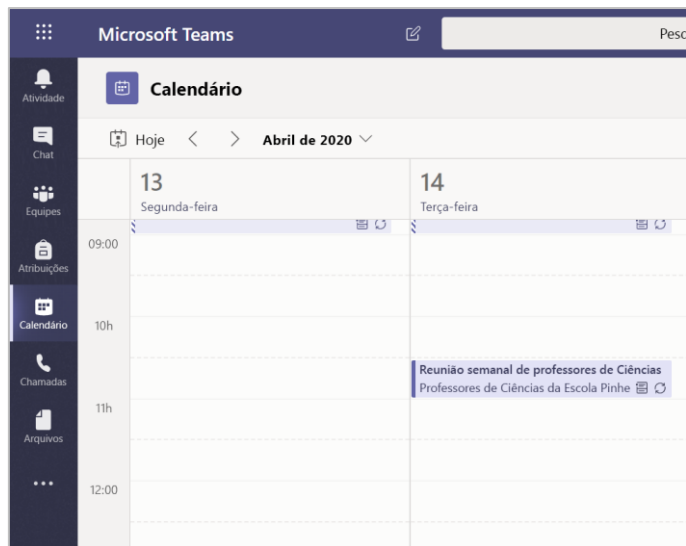 Microsoft Teams
Pesc
Atividade
Chat
Equipes
Atribuições
Calendário
Chamadas
Arquivos
Calendário
Hoje
Abril de 2020
13
Segunda-feira
14
Terça-feira
09:00
10h
Reunião semanal de professores de Ciências
Professores de Ciências da Escola Pinhe
11h
12:00